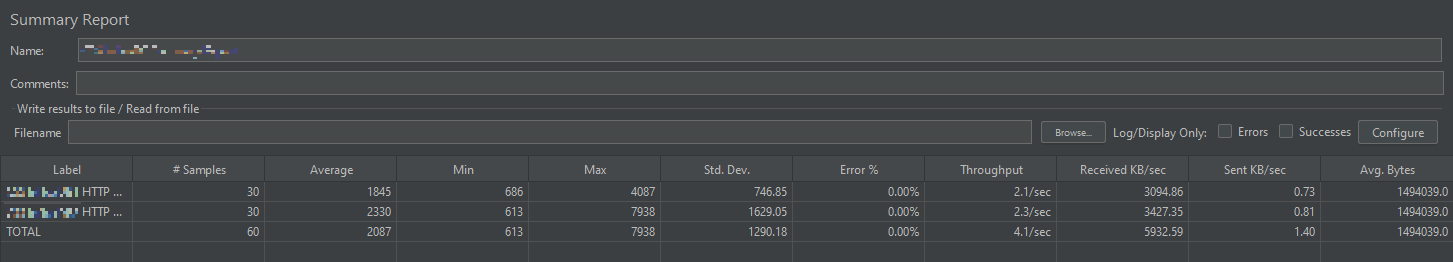 Summary Report
Name:
Comments:
Write results to file / Read from file
Filename Browse... Log/Display Only: Errors Successes Configure
Label # Samples Average Min Max Std. Dev. Error % Throughput Received KB/sec Sent KB/sec Avg. Bytes
HTTP ... 30 1845 686 4087 746.85 0.00% 2.1/sec 3094.86 0.73 1494039.0
HTTP ... 30 2330 613 7938 1629.05 0.00% 2.3/sec 3427.35 0.81 1494039.0
TOTAL 60 2087 613 7938 1290.18 0.00% 4.1/sec 5932.59 1.40 1494039.0